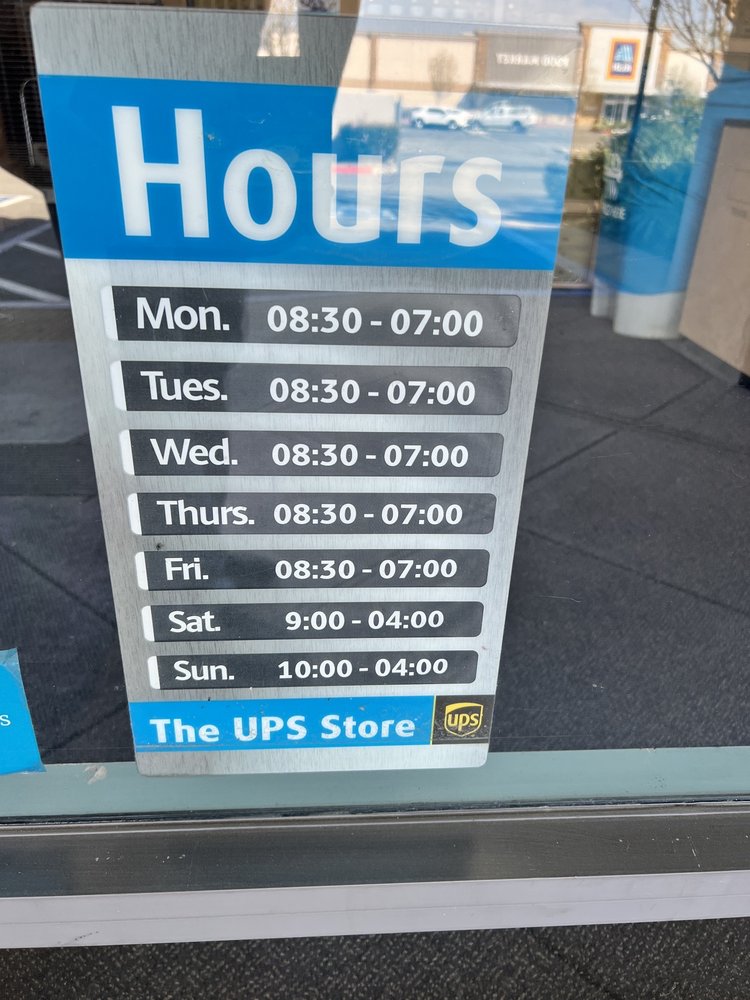 Hours
Mon. 08:30 - 07:00
Tues. 08:30 - 07:00
Wed. 08:30 - 07:00
Thurs. 08:30 - 07:00
Fri. 08:30 - 07:00
Sat. 9:00 - 04:00
Sun. 10:00 - 04:00
The UPS Store
ups